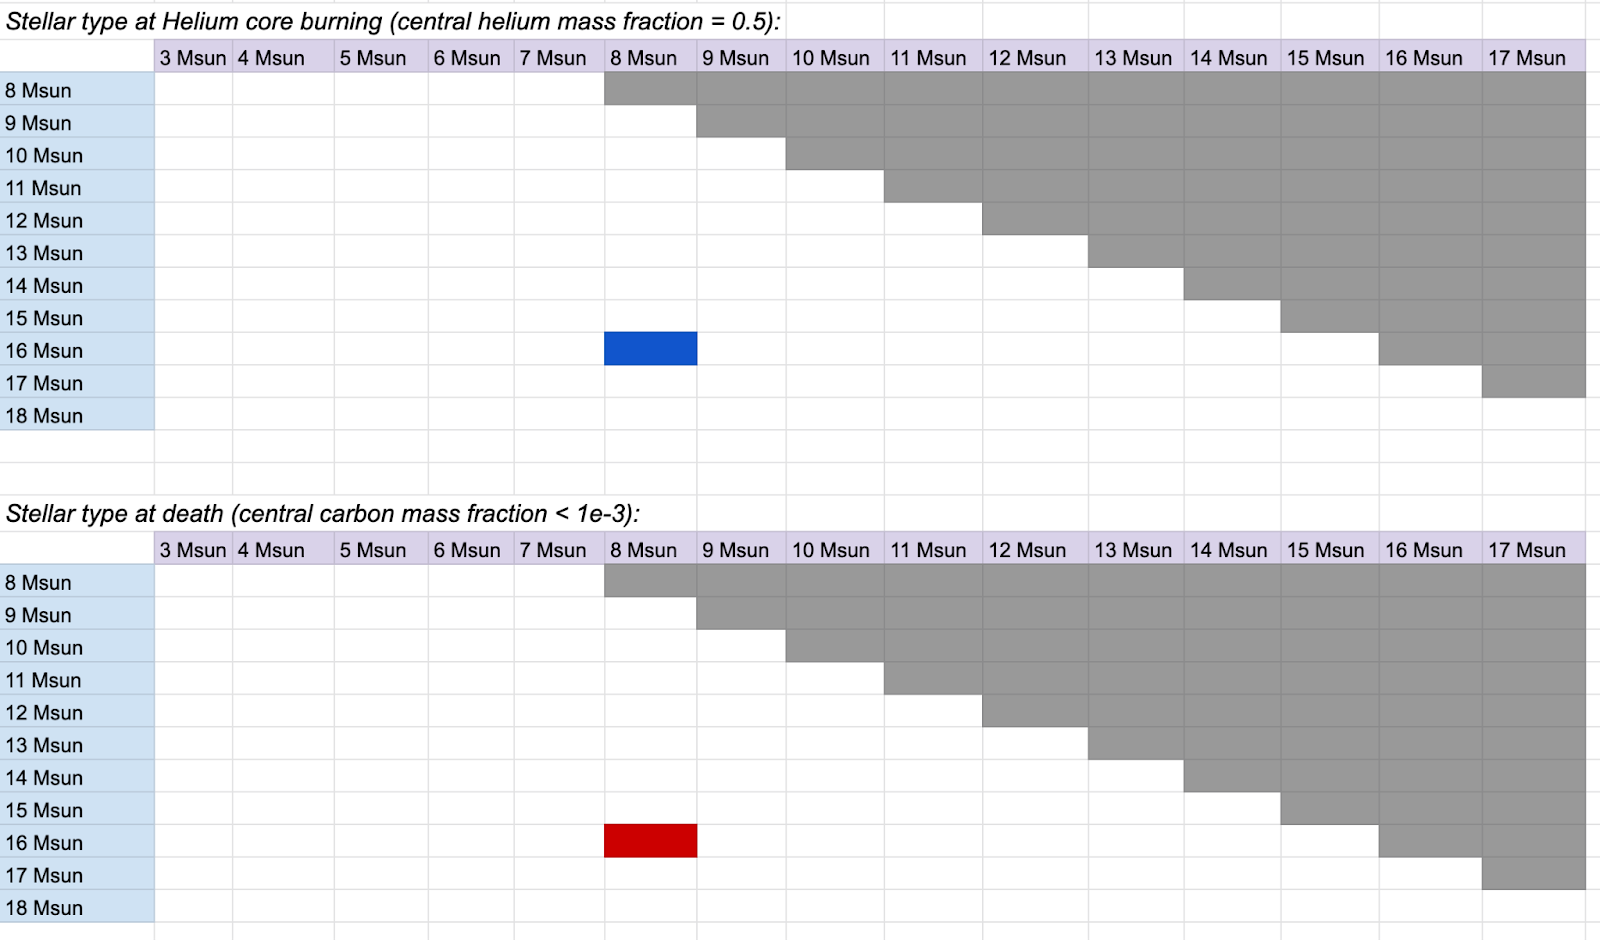 Stellar type at Helium core burning (central helium mass fraction = 0.5):
3 Msun 4 Msun 5 Msun 6 Msun 7 Msun 8 Msun 9 Msun 10 Msun 11 Msun 12 Msun 13 Msun 14 Msun 15 Msun 16 Msun 17 Msun
8 Msun
9 Msun
10 Msun
11 Msun
12 Msun
13 Msun
14 Msun
15 Msun
16 Msun
17 Msun
18 Msun
Stellar type at death (central carbon mass fraction < 1e-3):
3 Msun 4 Msun 5 Msun 6 Msun 7 Msun 8 Msun 9 Msun 10 Msun 11 Msun 12 Msun 13 Msun 14 Msun 15 Msun 16 Msun 17 Msun
8 Msun
9 Msun
10 Msun
11 Msun
12 Msun
13 Msun
14 Msun
15 Msun
16 Msun
17 Msun
18 Msun